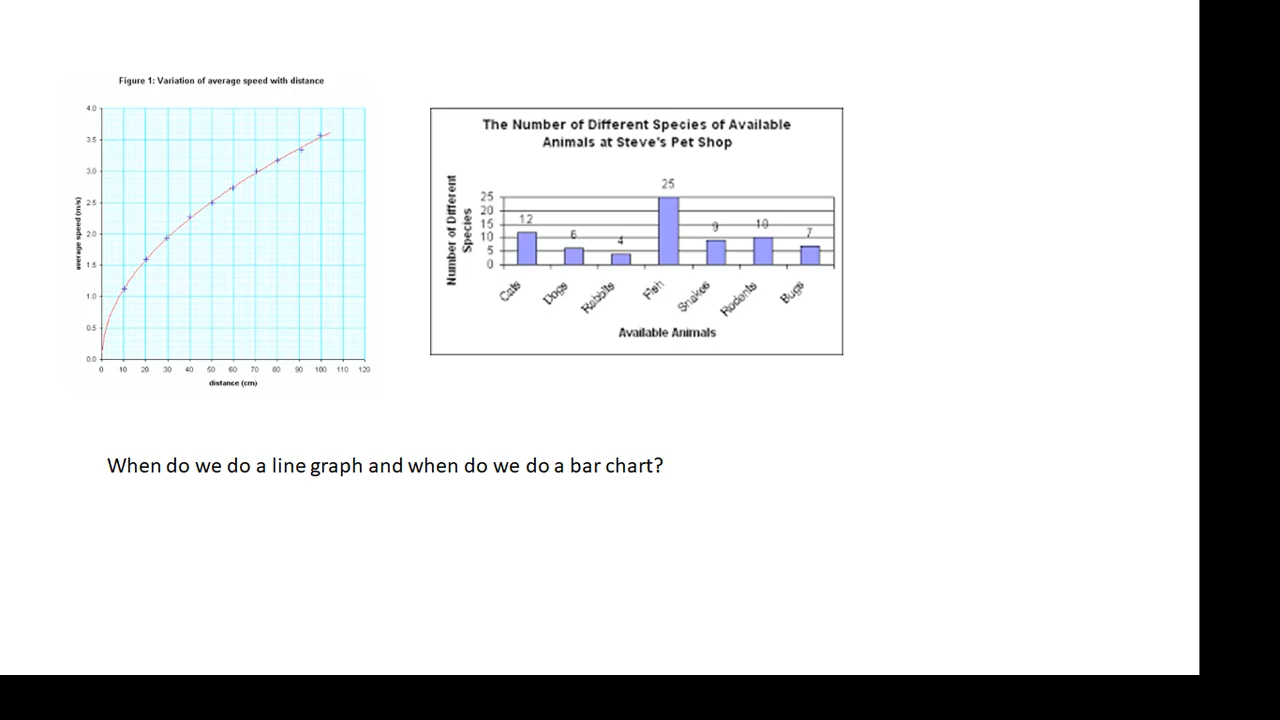 Figure 1: Variation of average speed with distance
4.0
3.5
3.0
2.5
2.0
1.5
1.0
0.5
0.0
average speed (m/s)
0 10 20 30 40 50 60 70 80 90 100 110 120
distance (cm)
The Number of Different Species of Available
Animals at Steve's Pet Shop
Number of Different
Species
25
20
15
10
5
0
12 6 4 25 9 10 7
Cats Dogs Rabbits Fish Snakes Rodents Bugs
Available Animals
When do we do a line graph and when do we do a bar chart?